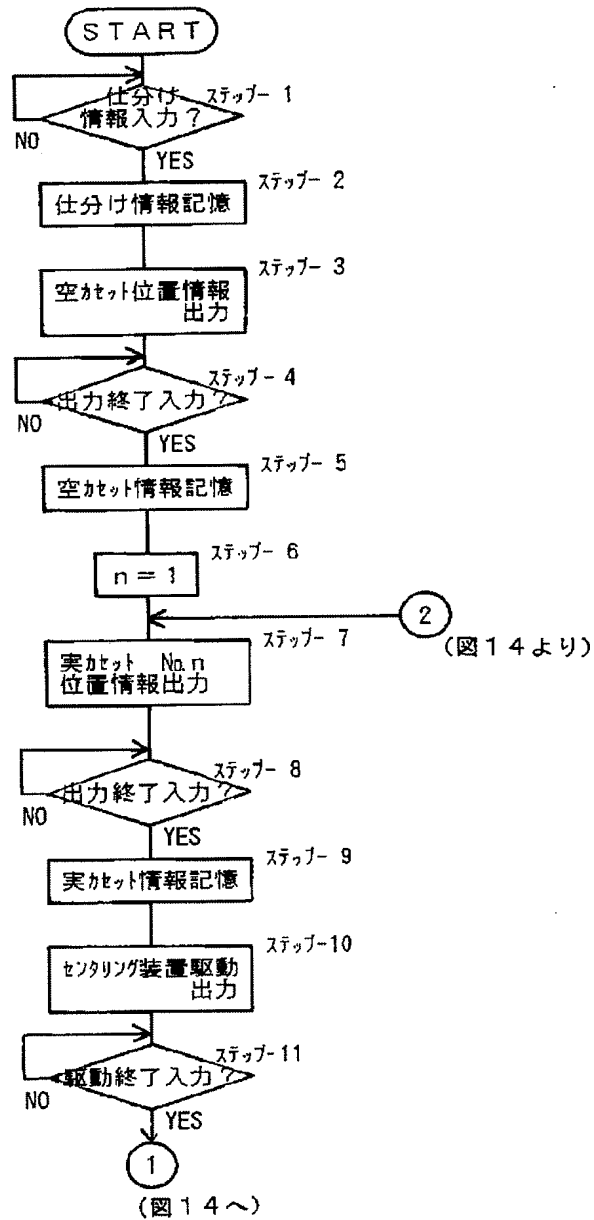 START
仕分け
情報入力？
ステップ－ 1
NO
YES
ステップ－ 2
仕分け情報記憶
ステップ－ 3
空カセット位置情報
出力
ステップ－ 4
出力終了入力？
NO
YES
ステップ－ 5
空カセット情報記憶
ステップ－ 6
n＝1
2
(図14より)
ステップ－ 7
実カセット No.n
位置情報出力
ステップ－ 8
出力終了入力？
NO
YES
ステップ－ 9
実カセット情報記憶
ステップ－10
センタリング装置駆動
出力
ステップ－11
駆動終了入力？
NO
YES
1
(図14へ)